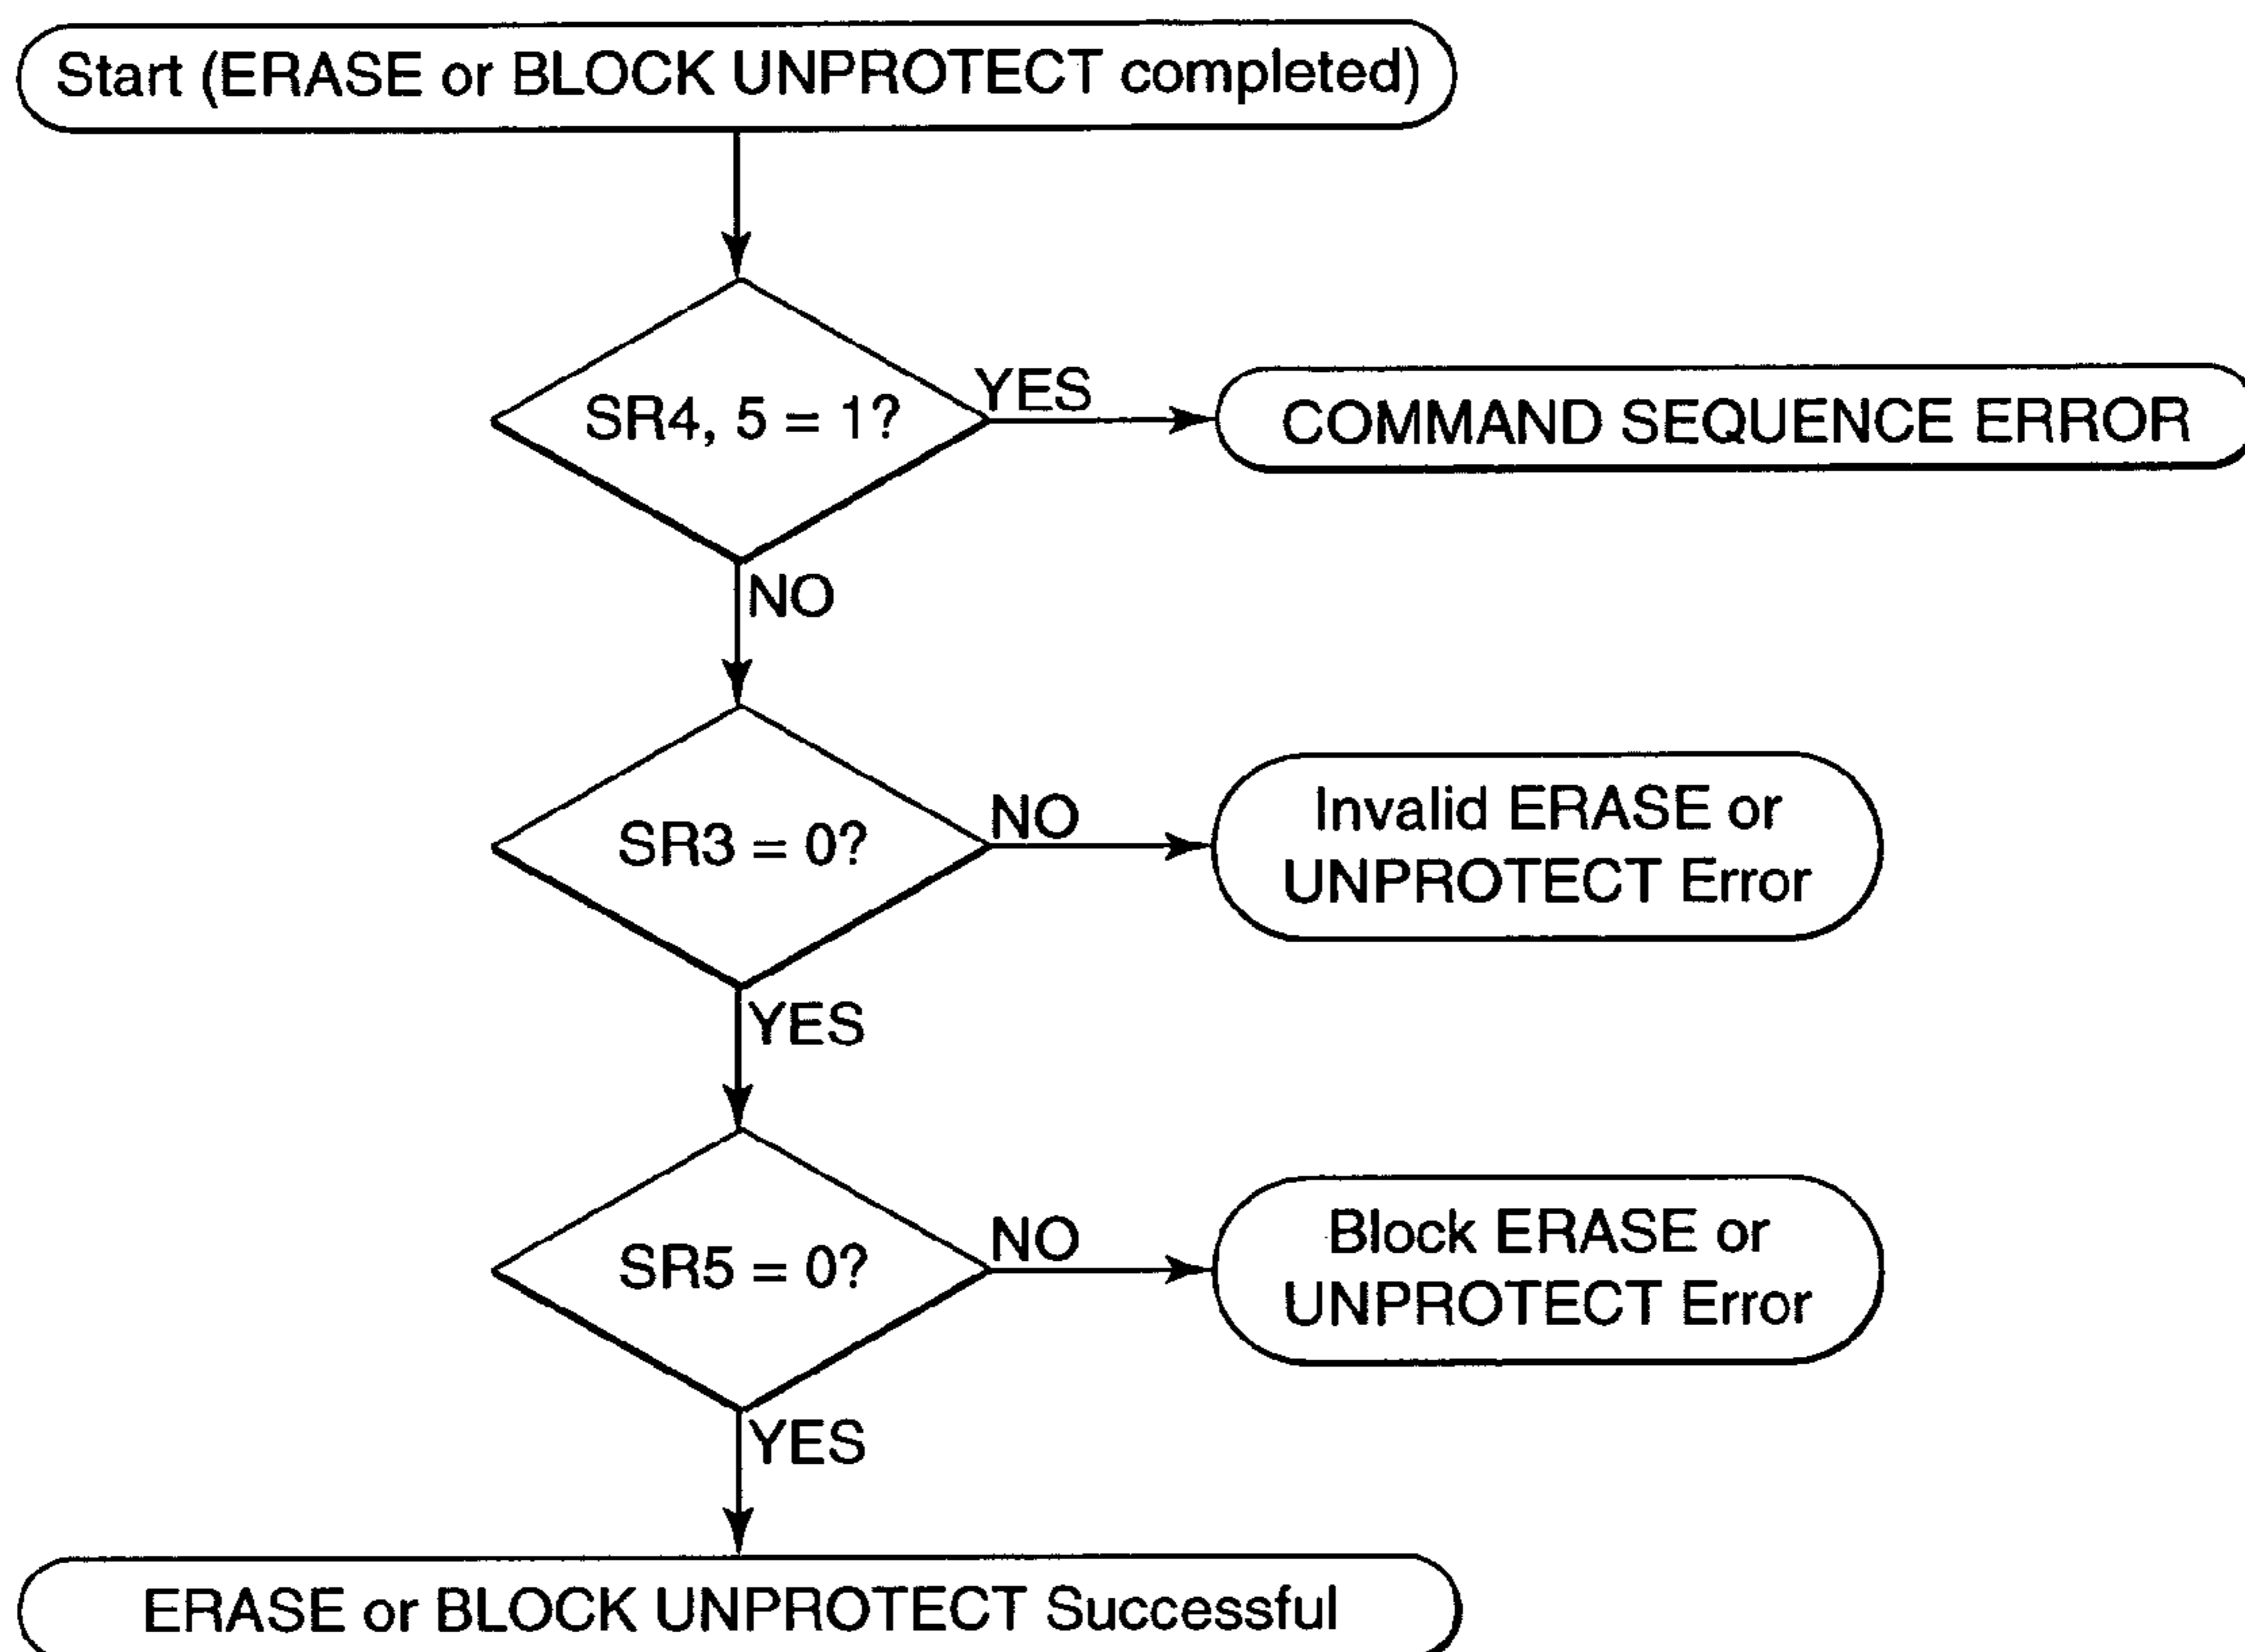 Start (ERASE or BLOCK UNPROTECT completed)
SR4, 5 = 1?
YES
COMMAND SEQUENCE ERROR
NO
SR3 = 0?
NO
Invalid ERASE or
UNPROTECT Error
YES
SR5 = 0?
NO
Block ERASE or
UNPROTECT Error
YES
ERASE or BLOCK UNPROTECT Successful